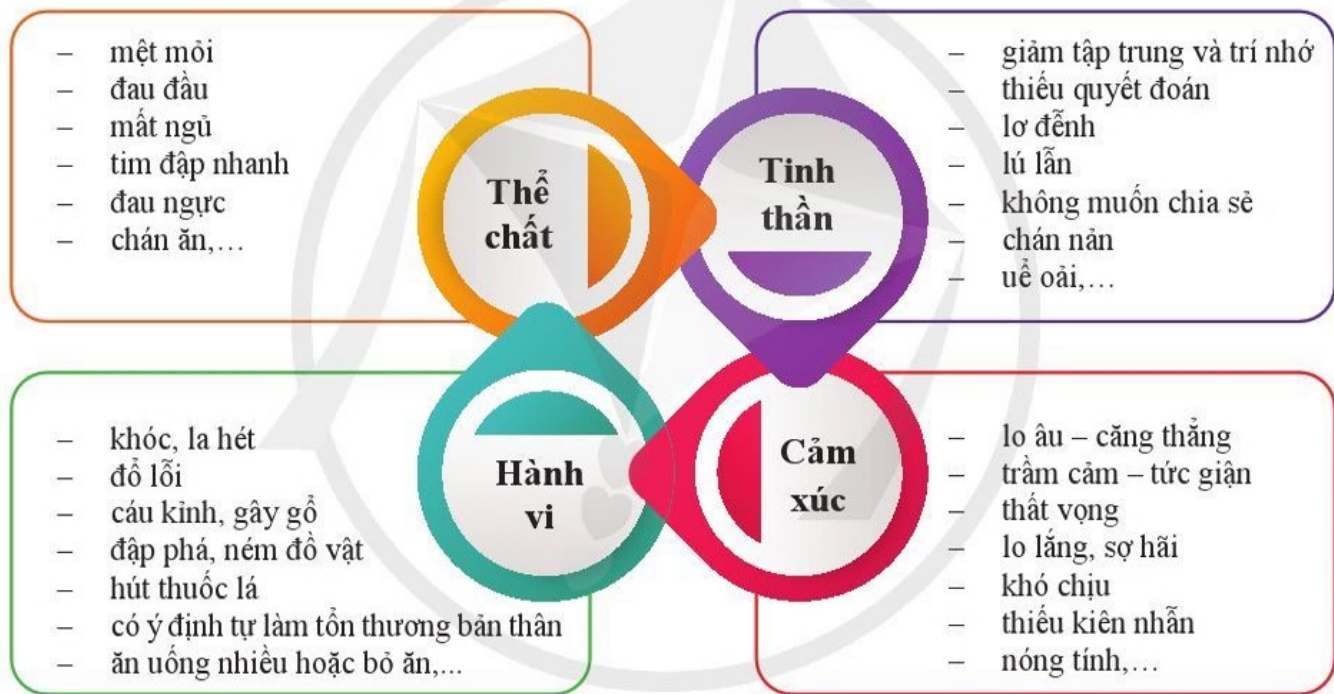 – mệt mỏi
– đau đầu
– mất ngủ
– tim đập nhanh
– đau ngực
– chán ăn,…
Thể
chất
– giảm tập trung và trí nhớ
– thiếu quyết đoán
– lơ đễnh
– lú lẫn
– không muốn chia sẻ
– chán nản
– uể oải,…
Tinh
thần
– khóc, la hét
– đổ lỗi
– cáu kỉnh, gây gổ
– đập phá, ném đồ vật
– hút thuốc lá
– có ý định tự làm tổn thương bản thân
– ăn uống nhiều hoặc bỏ ăn,...
Hành
vi
– lo âu – căng thẳng
– trầm cảm – tức giận
– thất vọng
– lo lắng, sợ hãi
– khó chịu
– thiếu kiên nhẫn
– nóng tính,…
Cảm
xúc